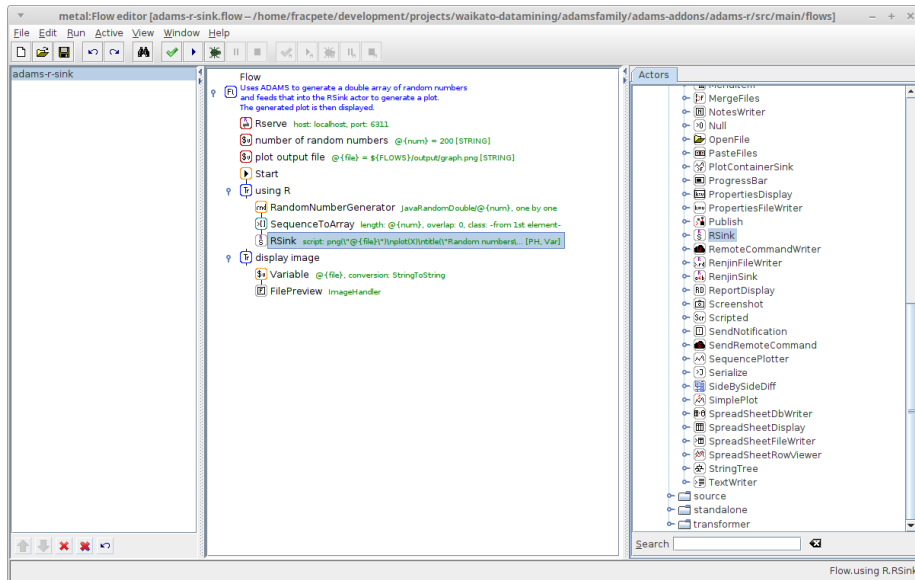 metal:Flow editor [adams-r-sink.flow – /home/fracpete/development/projects/waikato-datamining/adamsfamily/adams-addons/adams-r/src/main/flows]
File Edit Run Active View Window Help
adams-r-sink
Flow
Uses ADAMS to generate a double array of random numbers
and feeds that into the RSink actor to generate a plot.
The generated plot is then displayed.
Rserve host: localhost, port: 6311
number of random numbers @{num} = 200 [STRING]
plot output file @{file} = ${FLOWS}/output/graph.png [STRING]
Start
using R
RandomNumberGenerator JavaRandomDouble/@{num}, one by one
SequenceToArray length: @{num}, overlap: 0, class: -from 1st element-
RSink script: png(\"@{file}\")\nplot(X)\ntitle(\"Random numbers\... [PH, Var]
display image
Variable @{file}, conversion: StringToString
FilePreview ImageHandler
Actors
MenuItem
MergeFiles
NotesWriter
Null
OpenFile
PasteFiles
PlotContainerSink
ProgressBar
PropertiesDisplay
PropertiesFileWriter
Publish
RSink
RemoteCommandWriter
RenjinFileWriter
RenjinSink
ReportDisplay
Screenshot
Scripted
SendNotification
SendRemoteCommand
SequencePlotter
Serialize
SideBySideDiff
SimplePlot
SpreadSheetDbWriter
SpreadSheetDisplay
SpreadSheetFileWriter
SpreadSheetRowViewer
StringTree
TextWriter
source
standalone
transformer
Search
Flow.using R.RSink